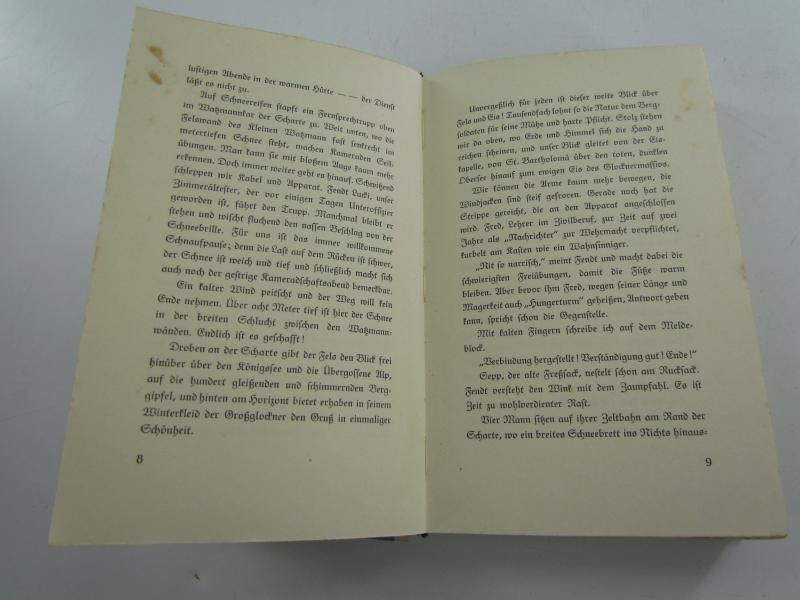 lustigen Abende in der warmen Hütte — — der Dienst
läßt es nicht zu.
Auf Schneereifen stapft ein Fernsprechtrupp oben
im Watzmannkar der Scharte zu. Weit unten, wo die
Felswand des Kleinen Watzmann fast senkrecht im
metertiefen Schnee steht, machen Kameraden Seil-
übungen. Man kann sie mit bloßem Auge kaum mehr
erkennen. Doch immer weiter geht es hinauf. Schwitzend
schleppen wir Kabel und Apparat. Fendt Lucki, unser
Zimmerältester, der vor einigen Tagen Unteroffizier
geworden ist, führt den Trupp. Manchmal bleibt er
stehen und wischt fluchend den nassen Beschlag von der
Schneebrille. Für uns ist das immer willkommene
Schnaufpause; denn die Last auf dem Rücken ist schwer,
der Schnee ist weich und tief und schließlich macht sich
auch noch der gestrige Kameradschaftsabend bemerkbar.
Ein kalter Wind peitscht und der Weg will kein
Ende nehmen. Über acht Meter tief ist hier der Schnee
in der breiten Schlucht zwischen den Watzmann-
wänden. Endlich ist es geschafft!
Droben an der Scharte gibt der Fels den Blick frei
hinüber über den Königssee und die Übergossene Alp,
auf die hundert gleißenden und schimmernden Berg-
gipfel, und hinten am Horizont bietet erhaben in seinem
Winterkleid der Großglockner den Gruß in einmaliger
Schönheit.
8
Unvergeßlich für jeden ist dieser weite Blick über
Fels und Eis! Tausendfach lohnt so die Natur dem Berg-
soldaten für seine Mühe und harte Pflicht. Stolz stehen
wir da oben, wo Erde und Himmel sich die Hand zu
reichen scheinen, und unser Blick gleitet von der Eis-
kapelle, von St. Bartholomä über den toten, dunklen
Obersee hinauf zum ewigen Eis des Glocknermassivs.
Wir können die Arme kaum mehr bewegen, die
Windjacken sind steif gefroren. Gerade noch hat die
Strippe gereicht, die an den Apparat angeschlossen
wird. Fred, Lehrer im Zivilberuf, zur Zeit auf zwei
Jahre als „Nachrichter“ zur Wehrmacht verpflichtet,
kurbelt am Kasten wie ein Wahnsinniger.
„Nit so narrisch,“ meint Fendt und macht dabei die
schwierigsten Freiübungen, damit die Füße warm
bleiben. Aber bevor ihm Fred, wegen seiner Länge und
Magerkeit auch „Hungerturm“ geheißen, Antwort geben
kann, spricht schon die Gegenstelle.
Mit kalten Fingern schreibe ich auf dem Melde-
block.
„Verbindung hergestellt! Verständigung gut! Ende!“
Sepp, der alte Freßsack, nestelt schon am Rucksack.
Fendt versteht den Wink mit dem Zaunpfahl. Es ist
Zeit zu wohlverdienter Rast.
Vier Mann sitzen auf ihrer Zeltbahn am Rand der
Scharte, wo ein breites Schneebrett ins Nichts hinaus-
9